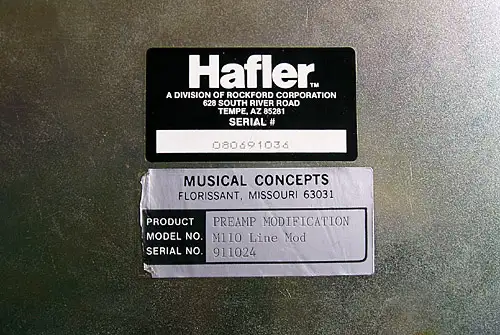 Hafler™
A DIVISION OF ROCKFORD CORPORATION
628 SOUTH RIVER ROAD
TEMPE, AZ 85281
SERIAL #
080691036
MUSICAL CONCEPTS
FLORISSANT, MISSOURI 63031
PRODUCT PREAMP MODIFICATION
MODEL NO. M110 Line Mod
SERIAL NO. 911024